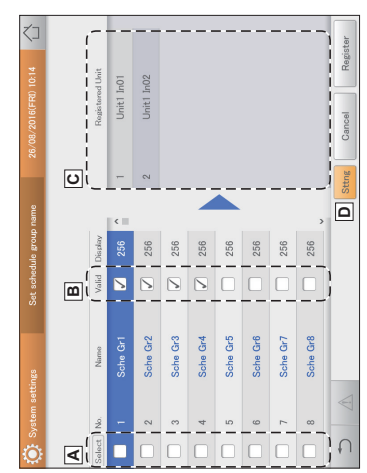 System settings Set schedule group name 26/08/2016(FRI) 10:14
A B C
Select No. Name Valid Display Registered Unit
1 Sche Gr1 256 1 Unit1 In01
2 Sche Gr2 256 2 Unit1 In02
3 Sche Gr3 256
4 Sche Gr4 256
5 Sche Gr5 256
6 Sche Gr6 256
7 Sche Gr7 256
8 Sche Gr8 256
D Sttng Cancel Register